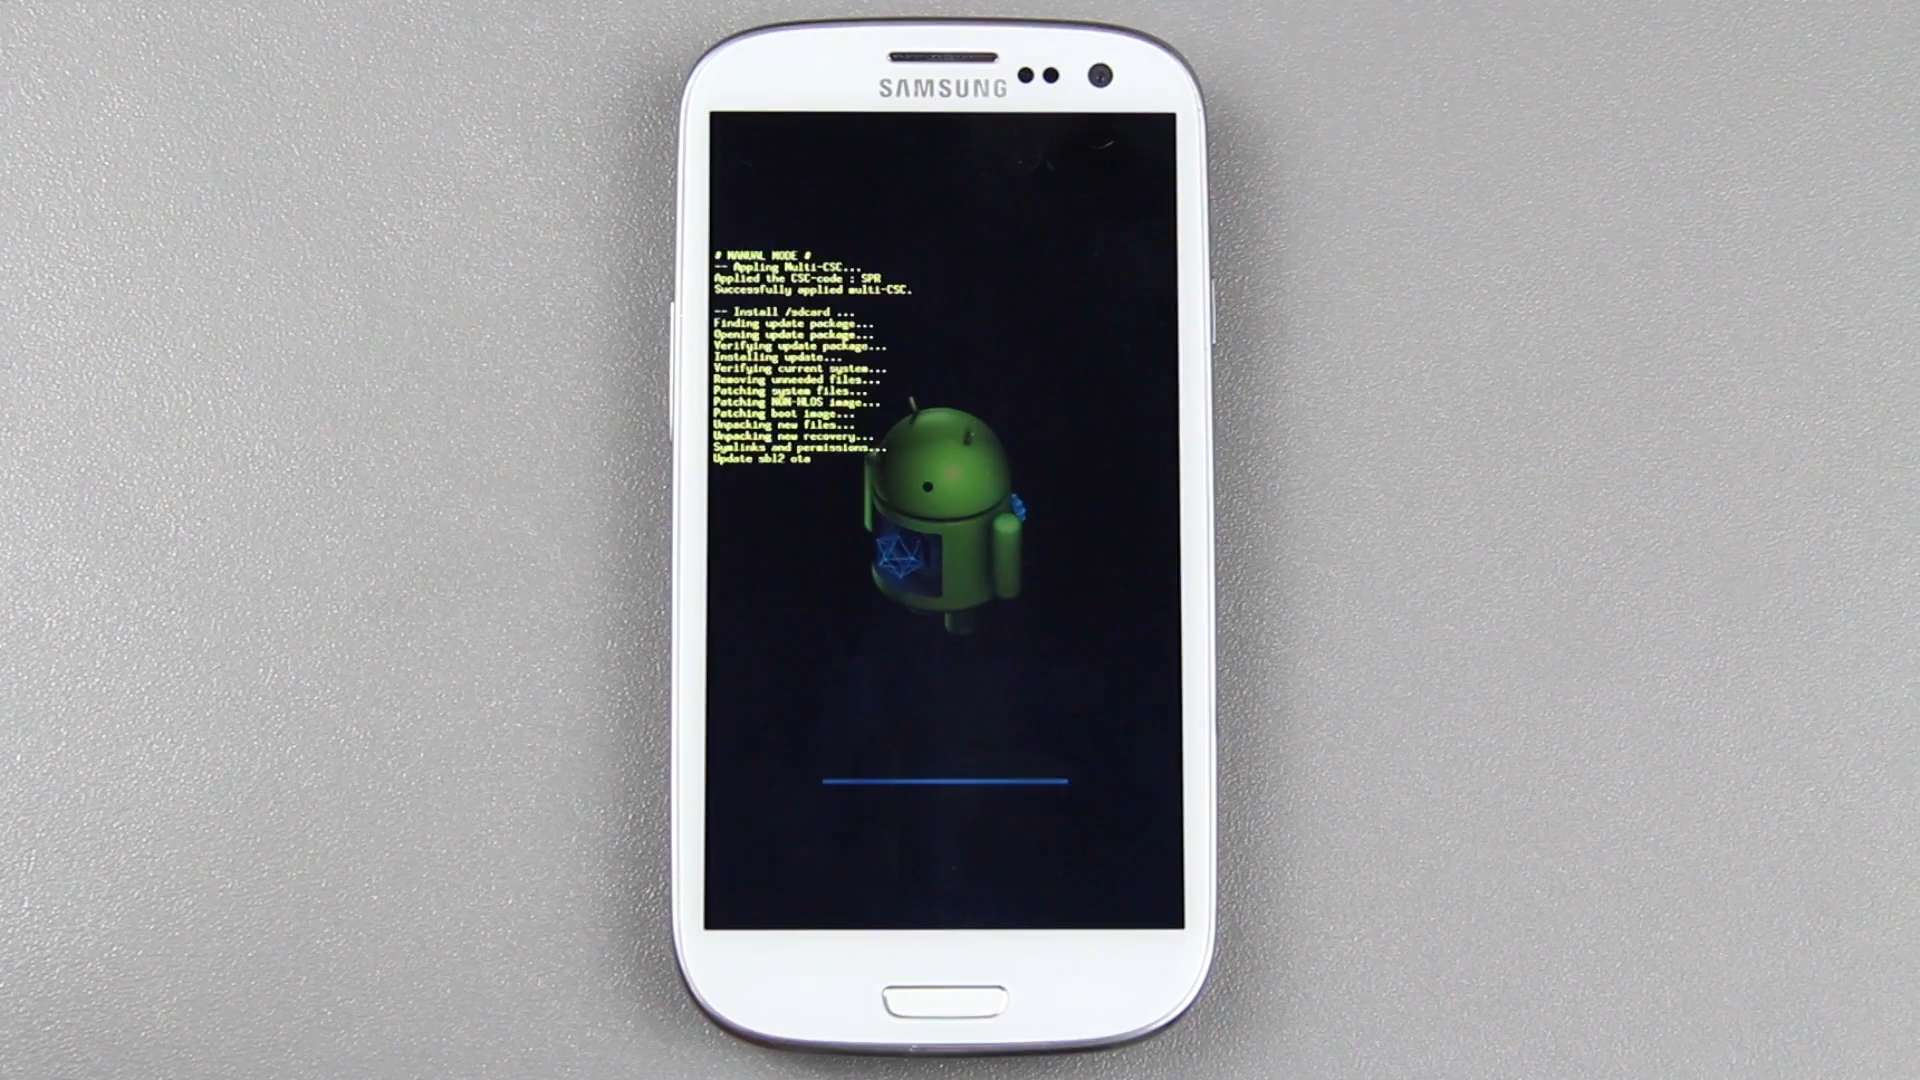 SAMSUNG
# MANUAL MODE #
-- Appling Multi-CSC...
Applied the CSC-code : SPR
Successfully applied multi-CSC.
-- Install /sdcard ...
Finding update package...
Opening update package...
Verifying update package...
Installing update...
Verifying current system...
Removing unneeded files...
Patching system files...
Patching NON-HLOS image...
Patching boot image...
Unpacking new files...
Unpacking new recovery...
Symlinks and permissions...
Update sbl2 ota